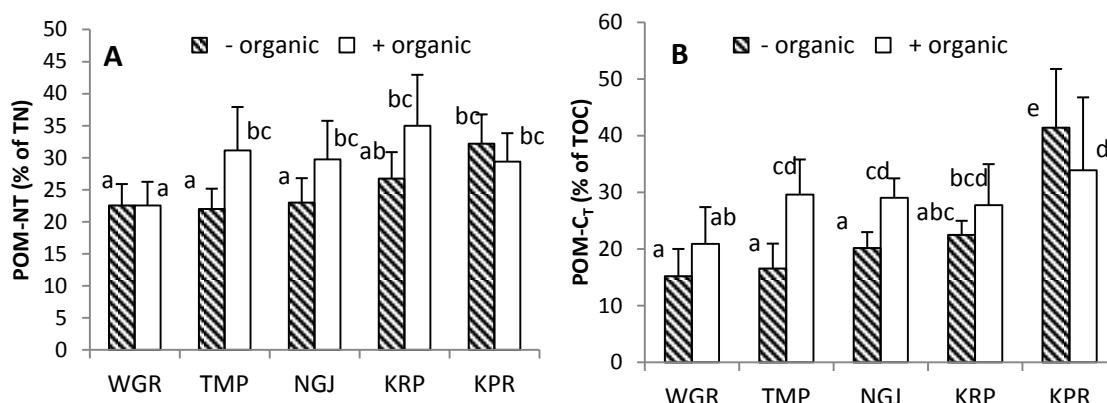 A
- organic + organic
POM-NT (% of TN)
50
45
40
35
30
25
20
15
10
5
0
a a a bc a bc ab bc bc bc
WGR TMP NGJ KRP KPR
B
- organic + organic
POM-C_T (% of TOC)
60
50
40
30
20
10
0
a ab a cd a cd abc bcd e d
WGR TMP NGJ KRP KPR